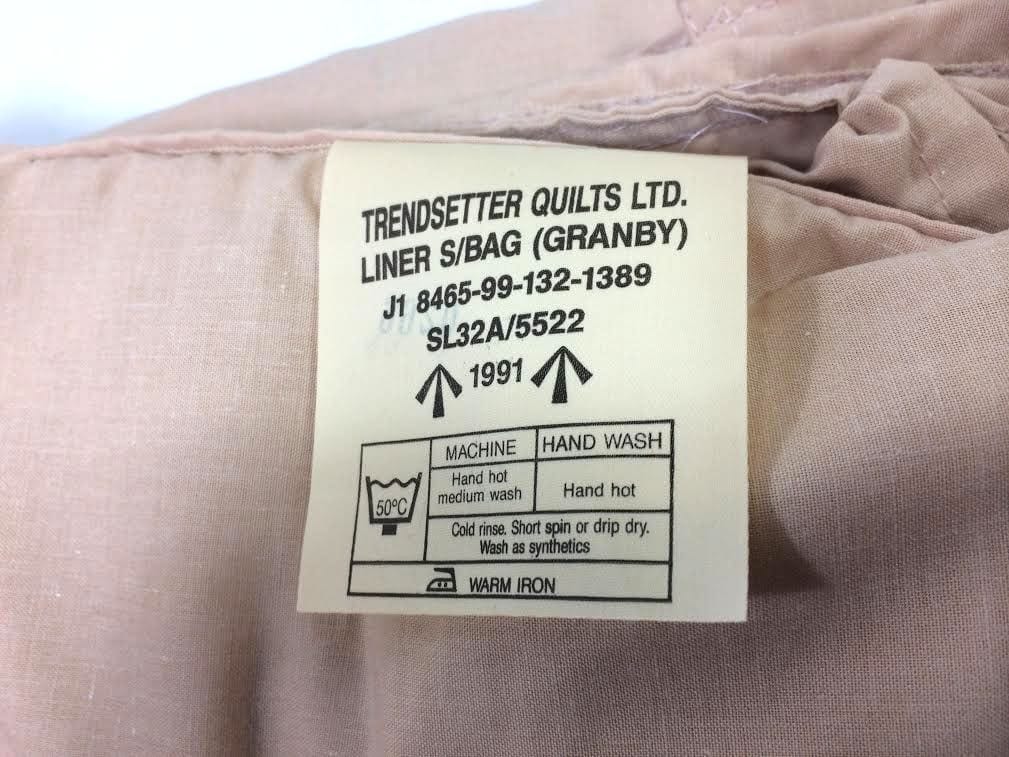 TRENDSETTER QUILTS LTD.
LINER S/BAG (GRANBY)
J1 8465-99-132-1389
SL32A/5522
1991
MACHINE HAND WASH
50°C
Hand hot
medium wash
Hand hot
Cold rinse. Short spin or drip dry.
Wash as synthetics
WARM IRON